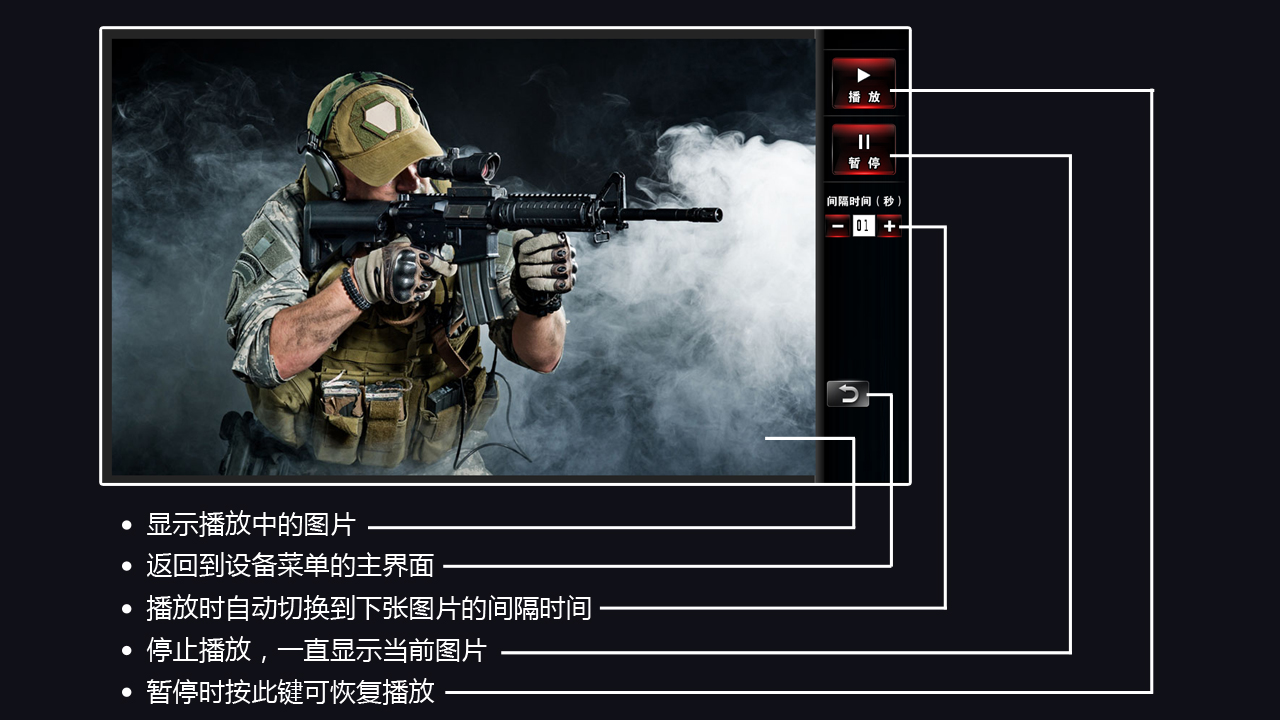 播 放
暂 停
间隔时间（秒）
01
显示播放中的图片
返回到设备菜单的主界面
播放时自动切换到下张图片的间隔时间
停止播放，一直显示当前图片
暂停时按此键可恢复播放